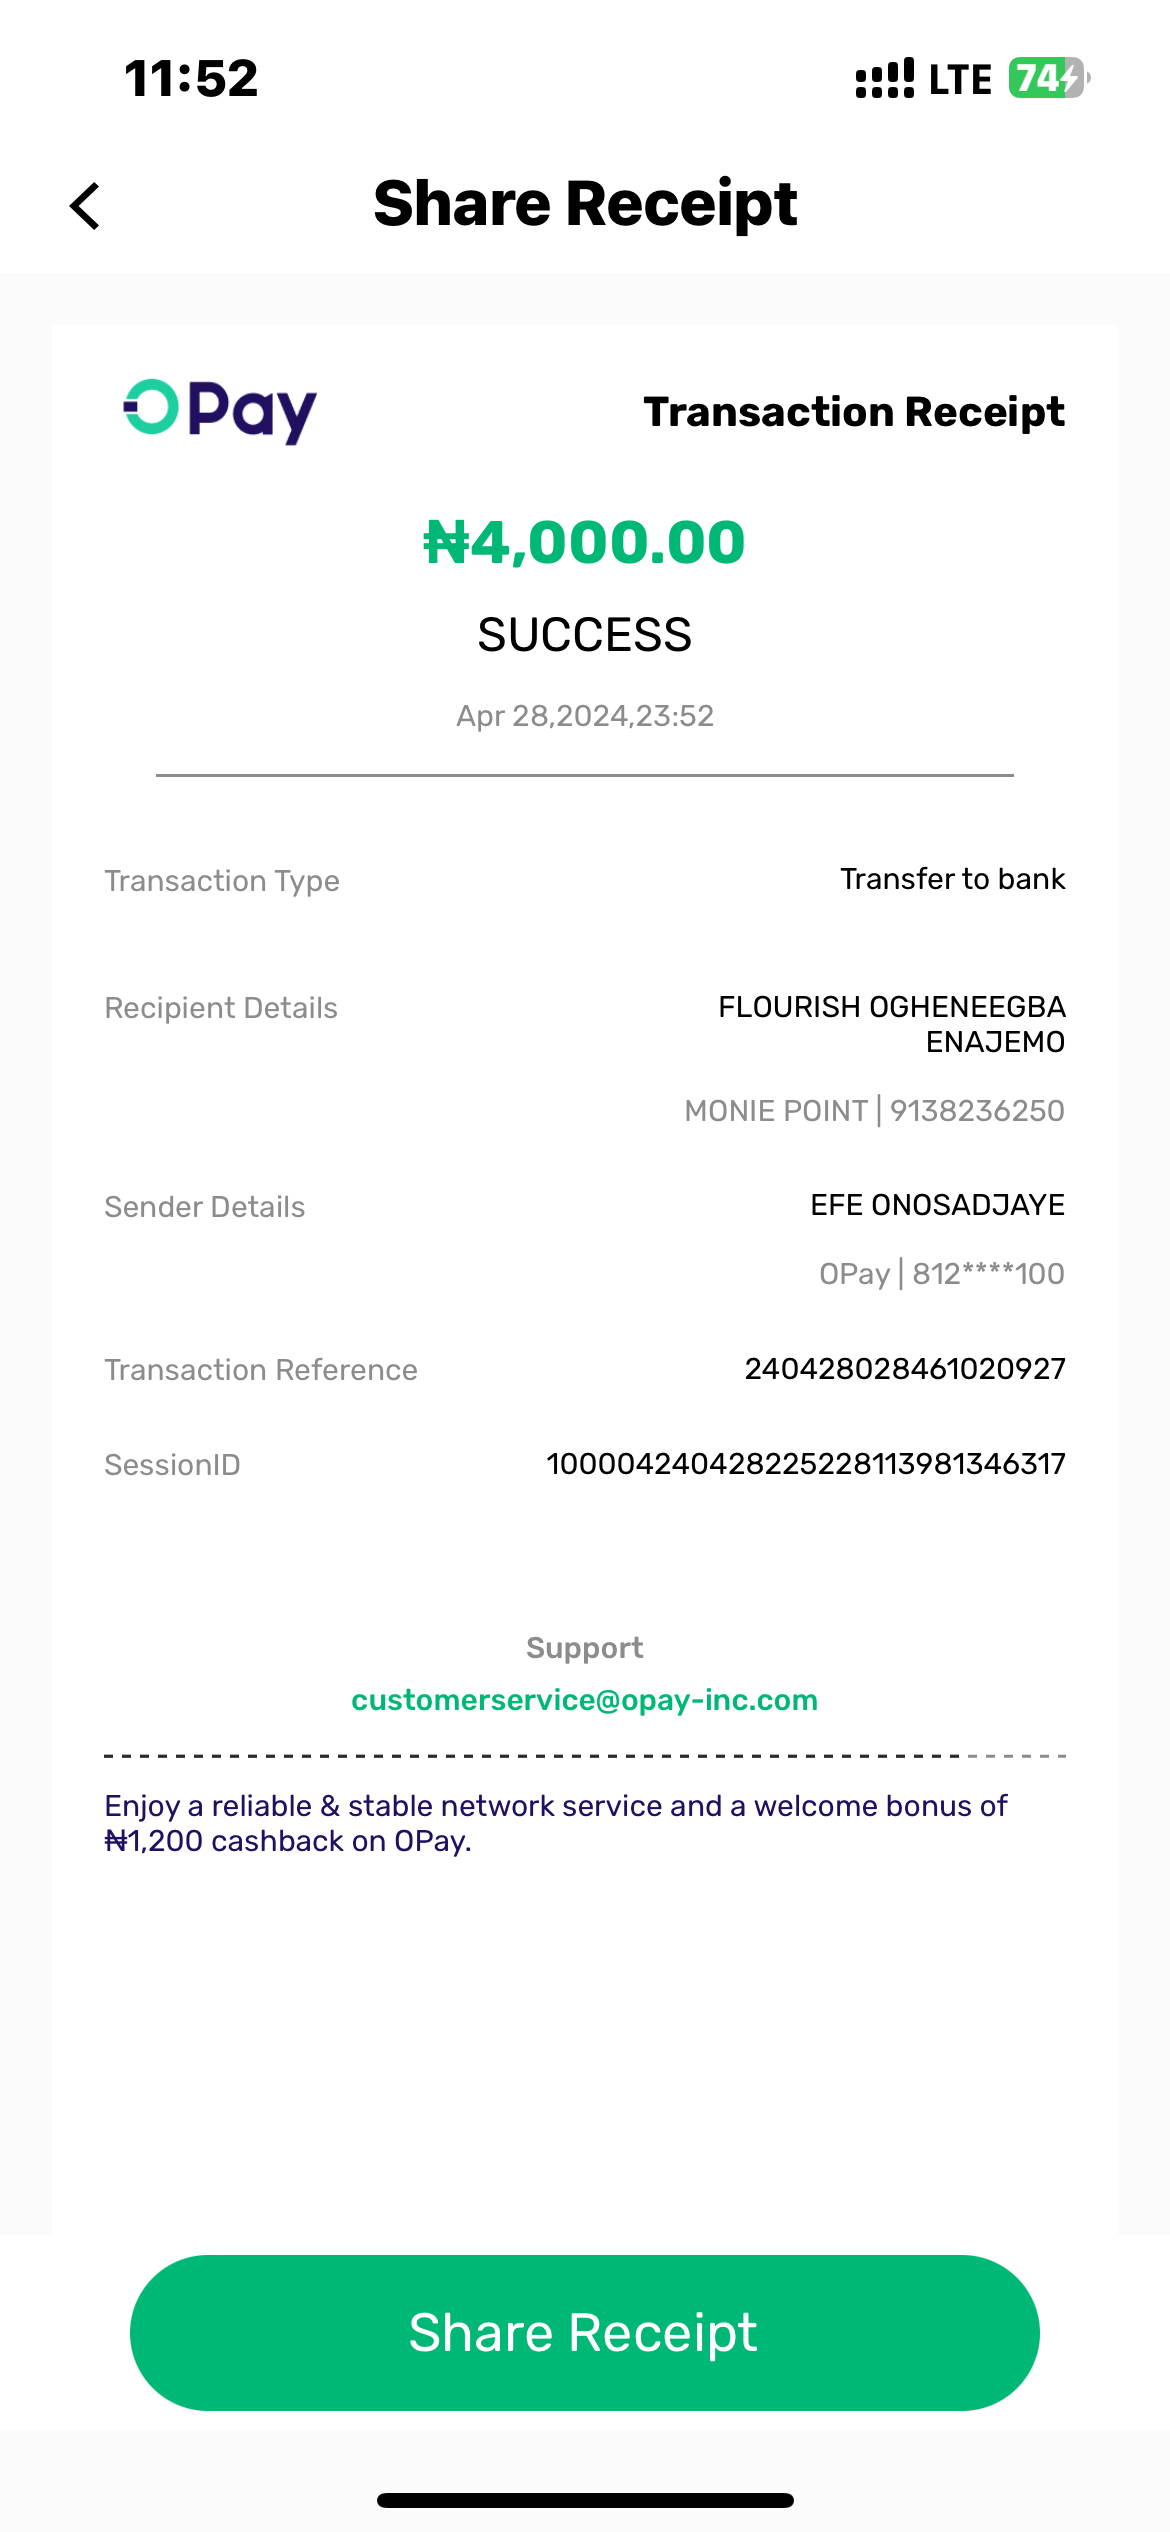 11:52
LTE 74
Share Receipt
OPay
Transaction Receipt
₦4,000.00
SUCCESS
Apr 28,2024,23:52
Transaction Type
Transfer to bank
Recipient Details
FLOURISH OGHENEEGBA
ENAJEMO
MONIE POINT | 9138236250
Sender Details
EFE ONOSADJAYE
OPay | 812****100
Transaction Reference
240428028461020927
SessionID
100004240428225228113981346317
Support
customerservice@opay-inc.com
Enjoy a reliable & stable network service and a welcome bonus of
₦1,200 cashback on OPay.
Share Receipt